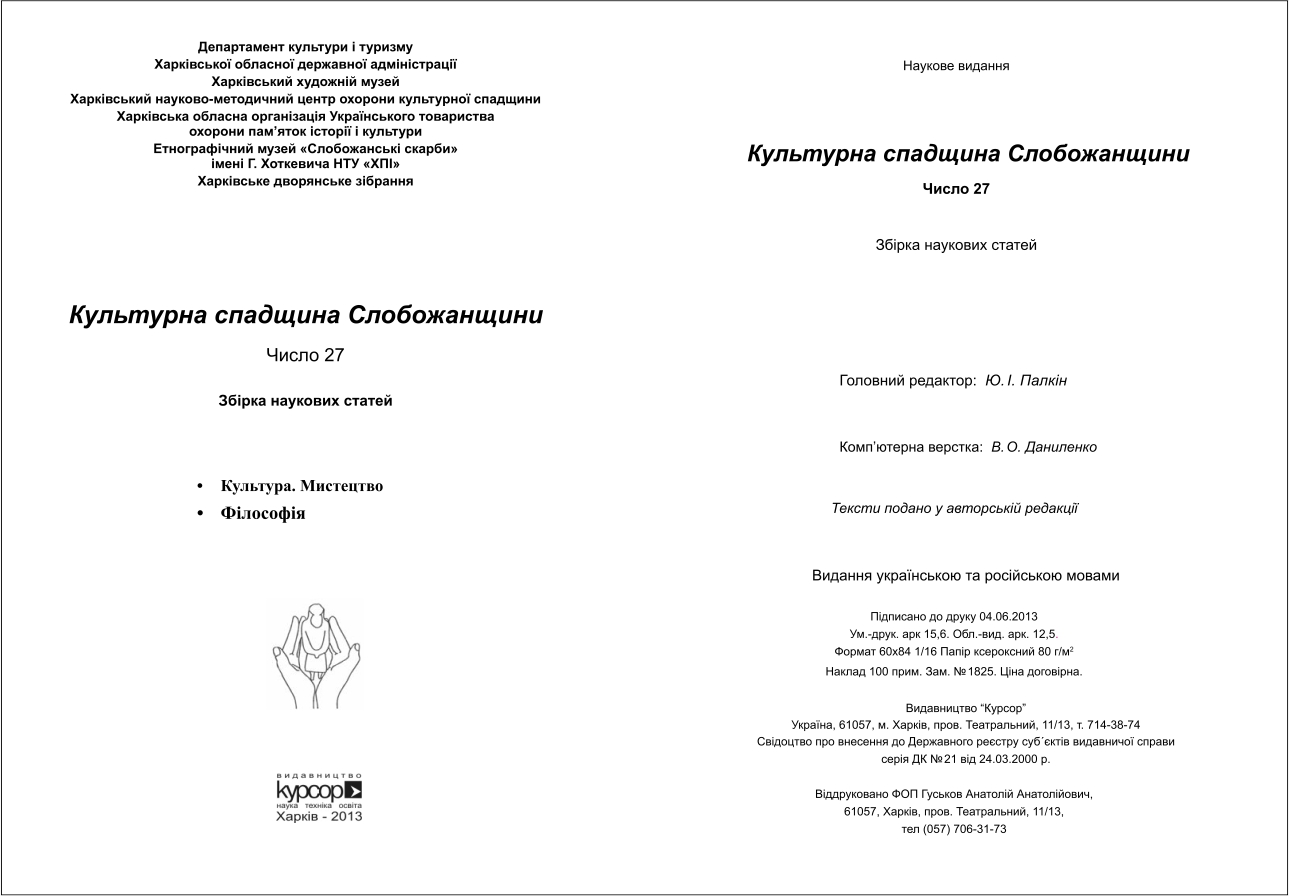 Департамент культури і туризму
Харківської обласної державної адміністрації
Харківський художній музей
Харківський науково-методичний центр охорони культурної спадщини
Харківська обласна організація Українського товариства
охорони пам'яток історії і культури
Етнографічний музей «Слобожанські скарби»
імені Г. Хоткевича НТУ «ХПІ»
Харківське дворянське зібрання
Культурна спадщина Слобожанщини
Число 27
Збірка наукових статей
• Культура. Мистецтво
• Філософія
видавництво
курсор
наука техніка освіта
Харків - 2013
Наукове видання
Культурна спадщина Слобожанщини
Число 27
Збірка наукових статей
Головний редактор: Ю. І. Палкін
Комп'ютерна верстка: В. О. Даниленко
Тексти подано у авторській редакції
Видання українською та російською мовами
Підписано до друку 04.06.2013
Ум.-друк. арк 15,6. Обл.-вид. арк. 12,5.
Формат 60х84 1/16 Папір ксероксний 80 г/м²
Наклад 100 прим. Зам. № 1825. Ціна договірна.
Видавництво “Курсор”
Україна, 61057, м. Харків, пров. Театральний, 11/13, т. 714-38-74
Свідоцтво про внесення до Державного реєстру суб´єктів видавничої справи
серія ДК № 21 від 24.03.2000 р.
Віддруковано ФОП Гуськов Анатолій Анатолійович,
61057, Харків, пров. Театральний, 11/13,
тел (057) 706-31-73